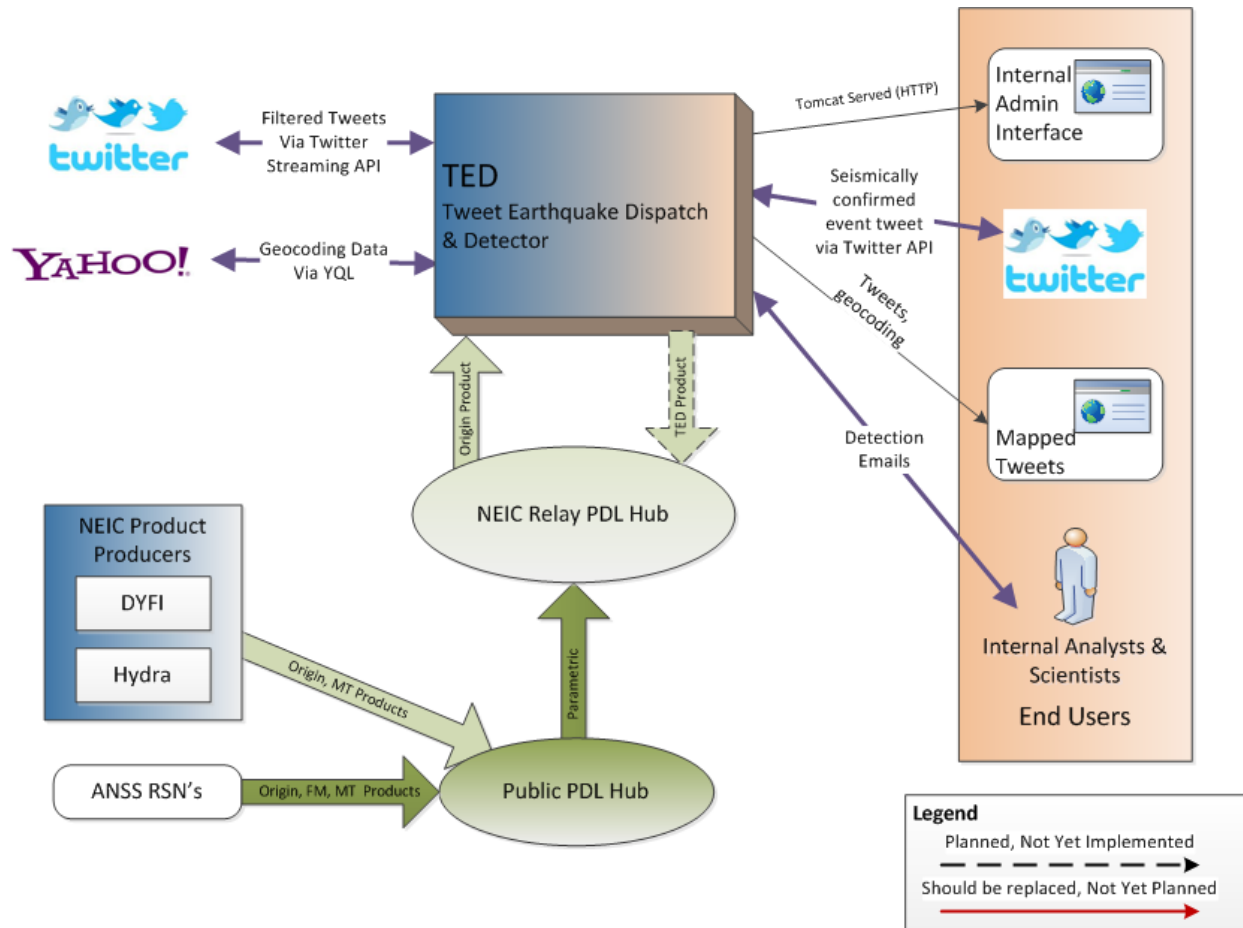 twitter
Filtered Tweets
Via Twitter
Streaming API
YAHOO!
Geocoding Data
Via YQL
TED
Tweet Earthquake Dispatch
& Detector
Tomcat Served (HTTP)
Seismically
confirmed
event tweet
via Twitter API
Tweets,
geocoding
Detection
Emails
Internal
Admin
Interface
twitter
Mapped
Tweets
Internal Analysts &
Scientists
End Users
Origin Product
TED Product
NEIC Relay PDL Hub
NEIC Product
Producers
DYFI
Hydra
Origin, MT Products
Parametric
ANSS RSN's
Origin, FM, MT Products
Public PDL Hub
Legend
Planned, Not Yet Implemented
Should be replaced, Not Yet Planned